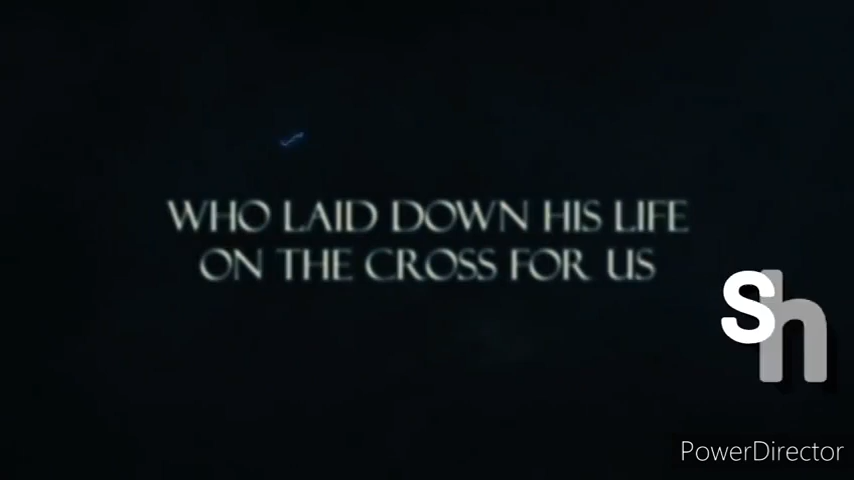 WHO LAID DOWN HIS LIFE
ON THE CROSS FOR US
sh
PowerDirector